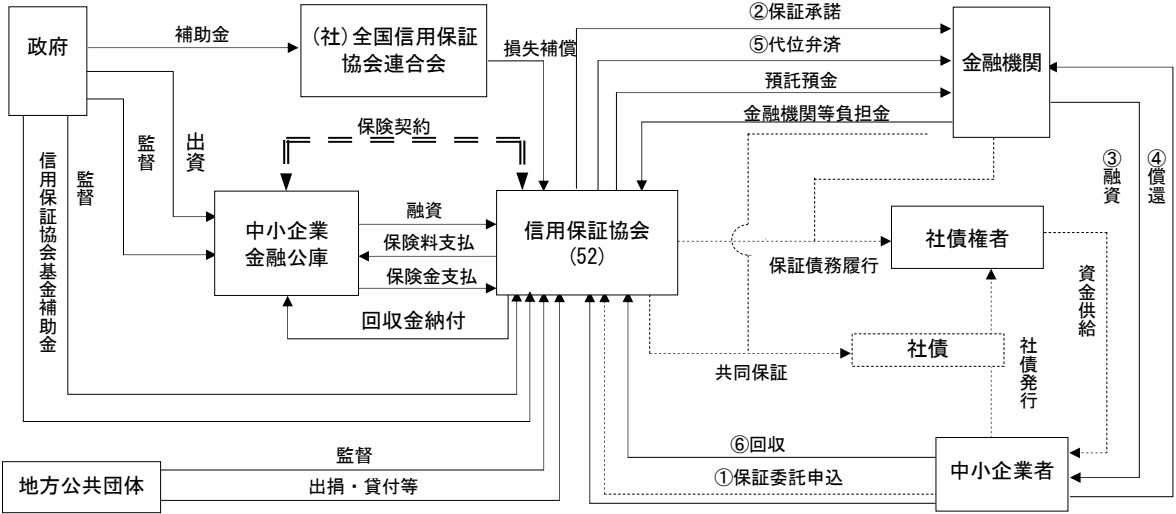 政府
補助金
(社)全国信用保証
協会連合会
損失補償
②保証承諾
⑤代位弁済
預託預金
金融機関等負担金
金融機関
保険契約
信用保証協会基金補助金
監督
監督
出資
中小企業
金融公庫
融資
保険料支払
保険金支払
回収金納付
信用保証協会
(52)
保証債務履行
社債権者
③融資
④償還
資金供給
社債
共同保証
社債発行
地方公共団体
監督
出損・貸付等
⑥回収
①保証委託申込
中小企業者